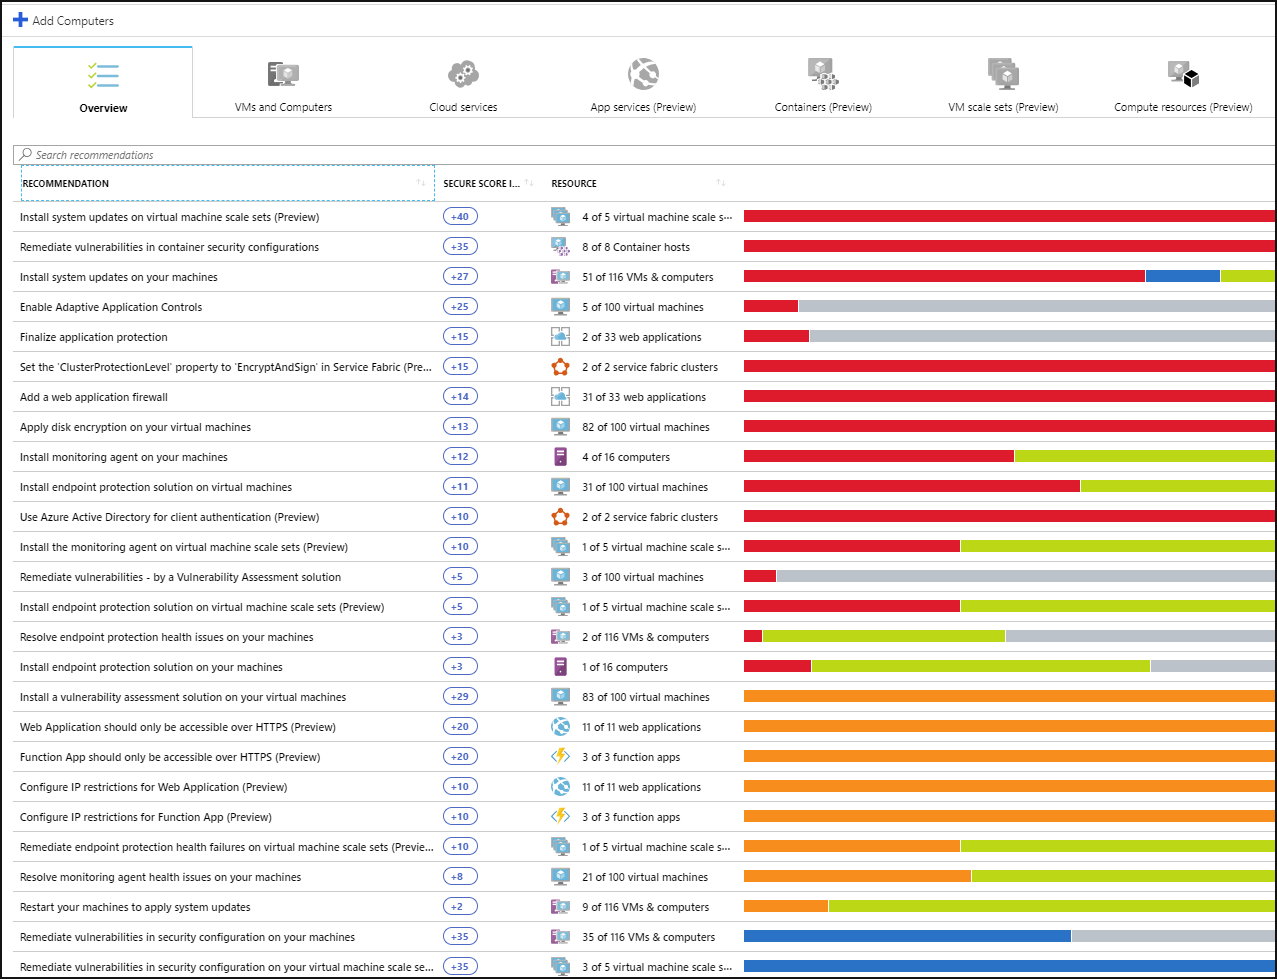 Add Computers
Overview
VMs and Computers
Cloud services
App services (Preview)
Containers (Preview)
VM scale sets (Preview)
Compute resources (Preview)
Search recommendations
RECOMMENDATION SECURE SCORE I... RESOURCE
Install system updates on virtual machine scale sets (Preview) +40 4 of 5 virtual machine scale s...
Remediate vulnerabilities in container security configurations +35 8 of 8 Container hosts
Install system updates on your machines +27 51 of 116 VMs & computers
Enable Adaptive Application Controls +25 5 of 100 virtual machines
Finalize application protection +15 2 of 33 web applications
Set the 'ClusterProtectionLevel' property to 'EncryptAndSign' in Service Fabric (Pre... +15 2 of 2 service fabric clusters
Add a web application firewall +14 31 of 33 web applications
Apply disk encryption on your virtual machines +13 82 of 100 virtual machines
Install monitoring agent on your machines +12 4 of 16 computers
Install endpoint protection solution on virtual machines +11 31 of 100 virtual machines
Use Azure Active Directory for client authentication (Preview) +10 2 of 2 service fabric clusters
Install the monitoring agent on virtual machine scale sets (Preview) +10 1 of 5 virtual machine scale s...
Remediate vulnerabilities - by a Vulnerability Assessment solution +5 3 of 100 virtual machines
Install endpoint protection solution on virtual machine scale sets (Preview) +5 1 of 5 virtual machine scale s...
Resolve endpoint protection health issues on your machines +3 2 of 116 VMs & computers
Install endpoint protection solution on your machines +3 1 of 16 computers
Install a vulnerability assessment solution on your virtual machines +29 83 of 100 virtual machines
Web Application should only be accessible over HTTPS (Preview) +20 11 of 11 web applications
Function App should only be accessible over HTTPS (Preview) +20 3 of 3 function apps
Configure IP restrictions for Web Application (Preview) +10 11 of 11 web applications
Configure IP restrictions for Function App (Preview) +10 3 of 3 function apps
Remediate endpoint protection health failures on virtual machine scale sets (Previe... +10 1 of 5 virtual machine scale s...
Resolve monitoring agent health issues on your machines +8 21 of 100 virtual machines
Restart your machines to apply system updates +2 9 of 116 VMs & computers
Remediate vulnerabilities in security configuration on your machines +35 35 of 116 VMs & computers
Remediate vulnerabilities in security configuration on your virtual machine scale se... +35 3 of 5 virtual machine scale s...